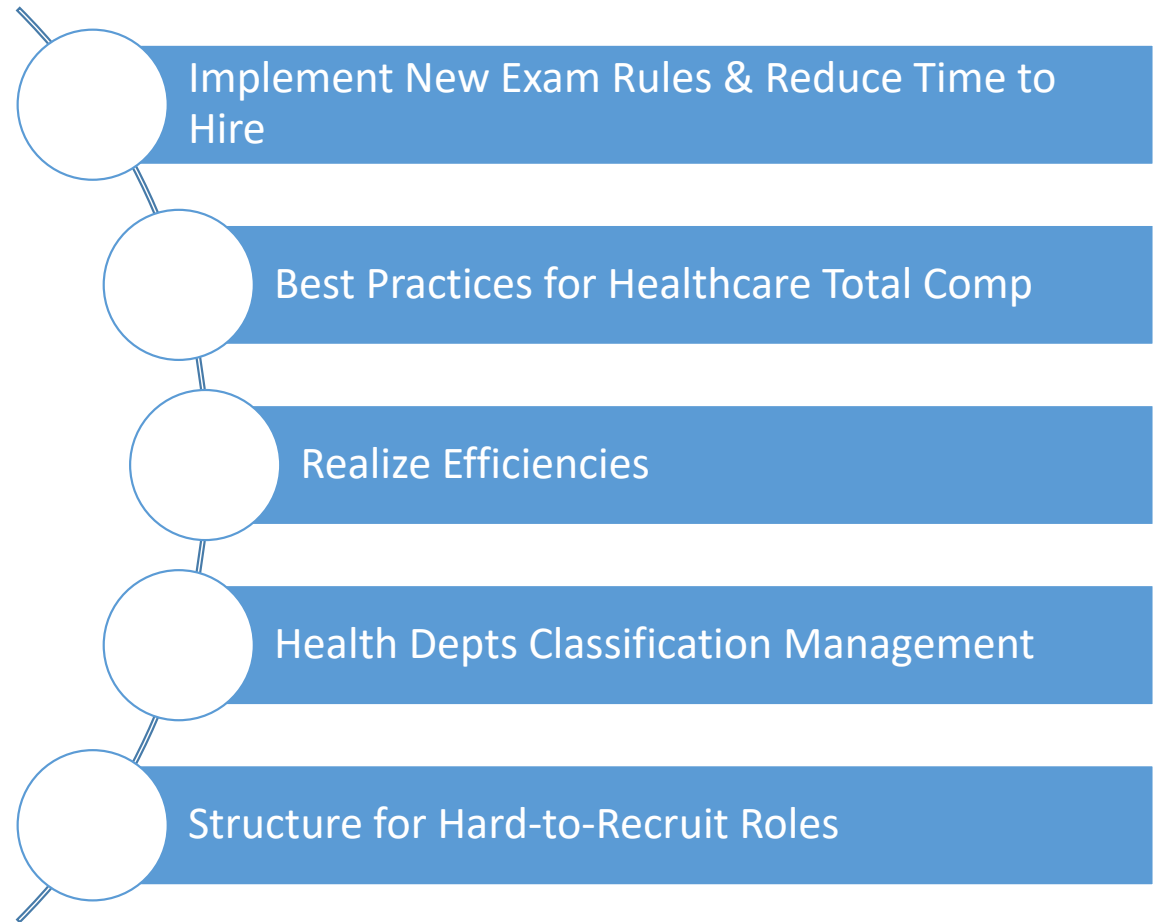 Implement New Exam Rules & Reduce Time to
Hire
Best Practices for Healthcare Total Comp
Realize Efficiencies
Health Depts Classification Management
Structure for Hard-to-Recruit Roles